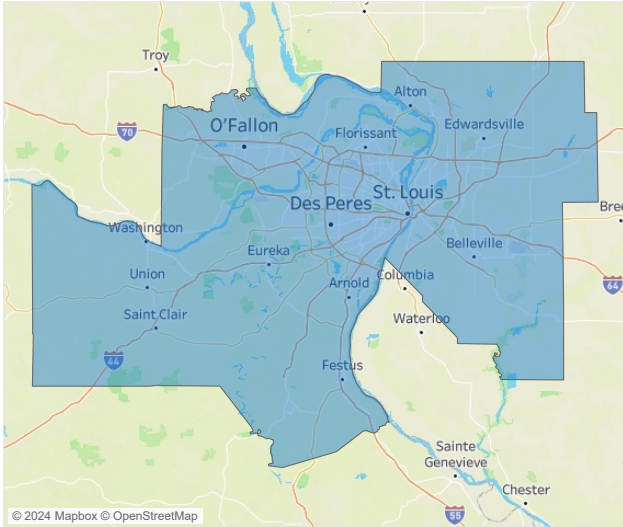 Troy
Alton
70
O'Fallon
Florissant
Edwardsville
St. Louis
Des Peres
Bree
Washington
Eureka
Belleville
Union
Arnold
Columbia
64
Saint Clair
Waterloo
44
Festus
Sainte
Genevieve
Chester
55
© 2024 Mapbox © OpenStreetMap